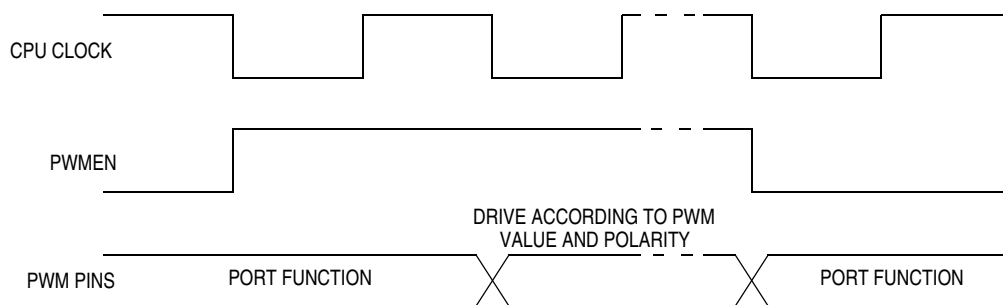 CPU CLOCK
PWMEN
DRIVE ACCORDING TO PWM
VALUE AND POLARITY
PWM PINS
PORT FUNCTION
PORT FUNCTION